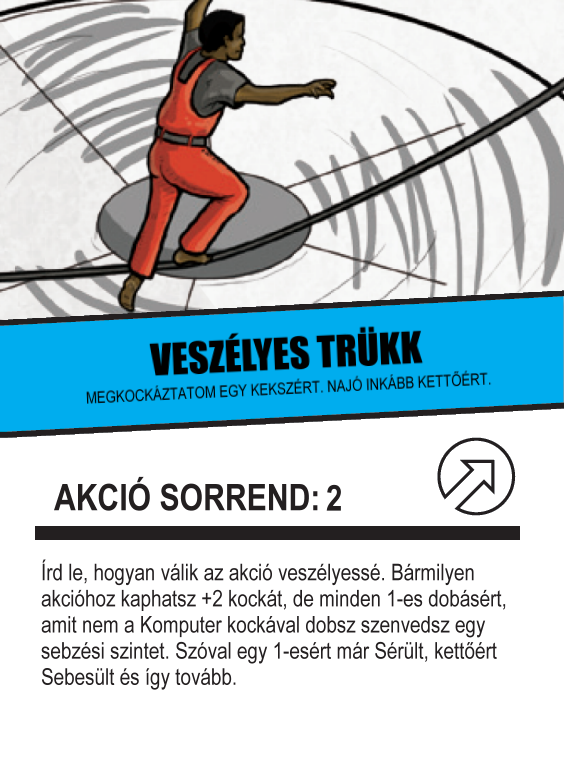 VESZÉLYES TRÜKK
MEGKOCKÁZTATOM EGY KEKSZÉRT. NAJÓ INKÁBB KETTŐÉRT.
AKCIÓ SORREND: 2
Írd le, hogyan válik az akció veszélyessé. Bármilyen
akcióhoz kaphatsz +2 kockát, de minden 1-es dobásért,
amit nem a Komputer kockával dobsz szenvedsz egy
sebzési szintet. Szóval egy 1-esért már Sérült, kettőért
Sebesült és így tovább.